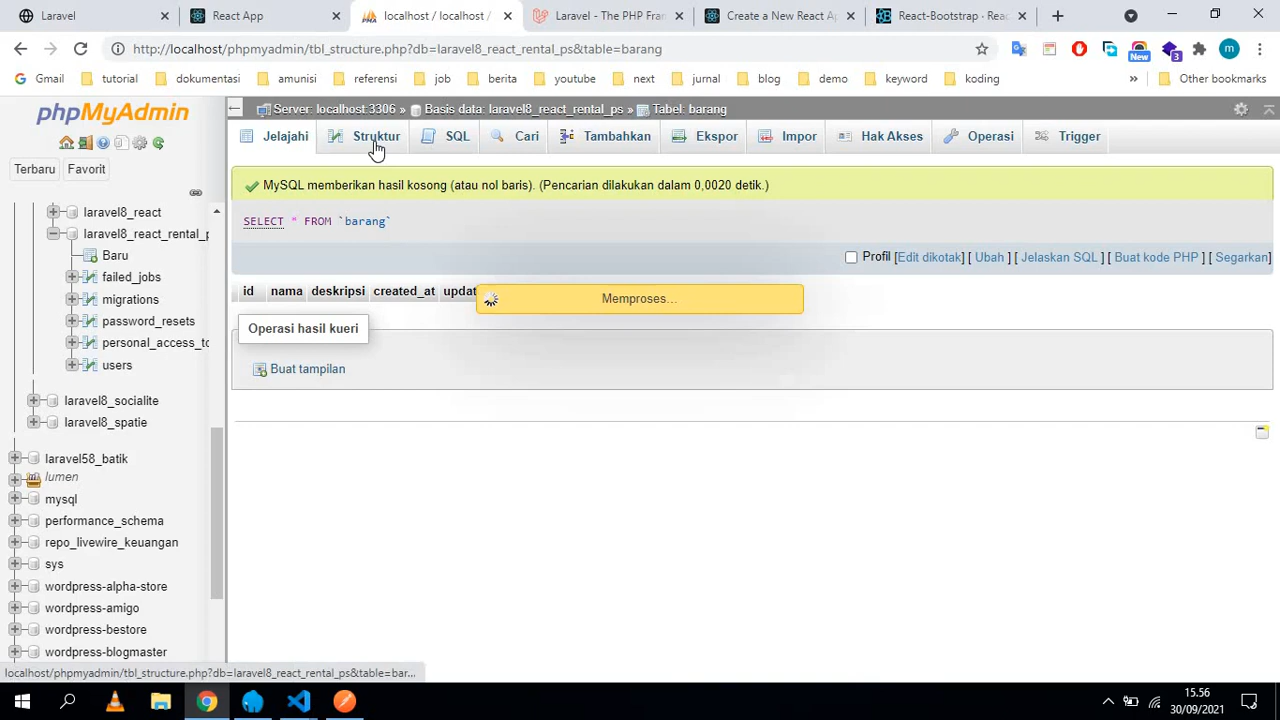 Laravel
React App
localhost / localhost /
Laravel - The PHP Fran
Create a New React Ap
React-Bootstrap · Reac
http://localhost/phpmyadmin/tbl_structure.php?db=laravel8_react_rental_ps&table=barang
New
3
m
Gmail
tutorial
dokumentasi
amunisi
referensi
job
berita
youtube
next
jurnal
blog
demo
keyword
koding
»
Other bookmarks
phpMyAdmin
Server: localhost:3306 » Basis data: laravel8_react_rental_ps » Tabel: barang
Jelajahi
Struktur
SQL
Cari
Tambahkan
Ekspor
Impor
Hak Akses
Operasi
Trigger
Terbaru
Favorit
MySQL memberikan hasil kosong (atau nol baris). (Pencarian dilakukan dalam 0,0020 detik.)
SELECT * FROM `barang`
Profil [Edit dikotak] [ Ubah ] [ Jelaskan SQL ] [ Buat kode PHP ] [ Segarkan]
id nama deskripsi created_at updat
Memproses...
Operasi hasil kueri
Buat tampilan
laravel8_react
laravel8_react_rental_p
Baru
failed_jobs
migrations
password_resets
personal_access_to
users
laravel8_socialite
laravel8_spatie
laravel58_batik
lumen
mysql
performance_schema
repo_livewire_keuangan
sys
wordpress-alpha-store
wordpress-amigo
wordpress-bestore
wordpress-blogmaster
localhost/phpmyadmin/tbl_structure.php?db=laravel8_react_rental_ps&table=bar...
15.56
30/09/2021